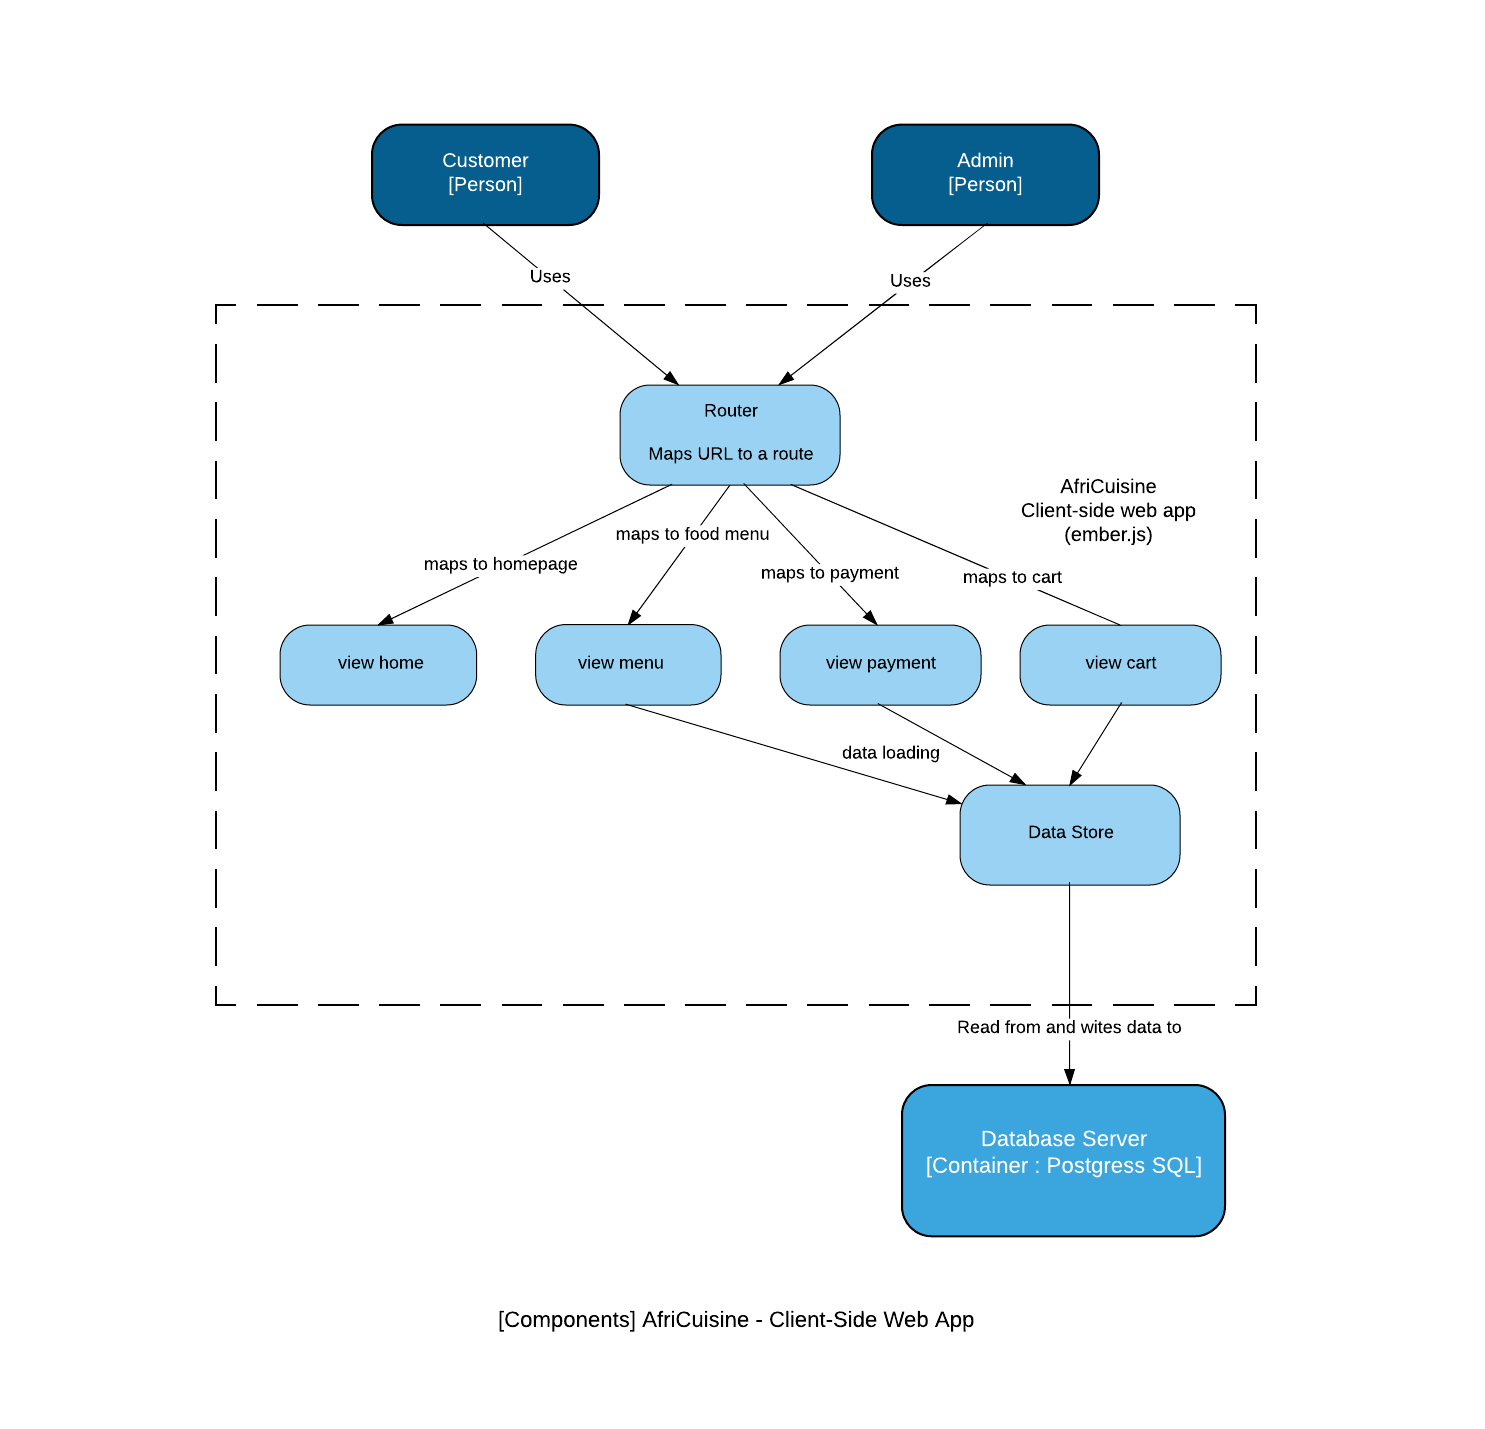 Customer
[Person]
Admin
[Person]
Uses
Uses
Router
Maps URL to a route
AfriCuisine
Client-side web app
(ember.js)
maps to homepage
maps to food menu
maps to payment
maps to cart
view home
view menu
view payment
view cart
data loading
Data Store
Read from and wites data to
Database Server
[Container : Postgress SQL]
[Components] AfriCuisine - Client-Side Web App